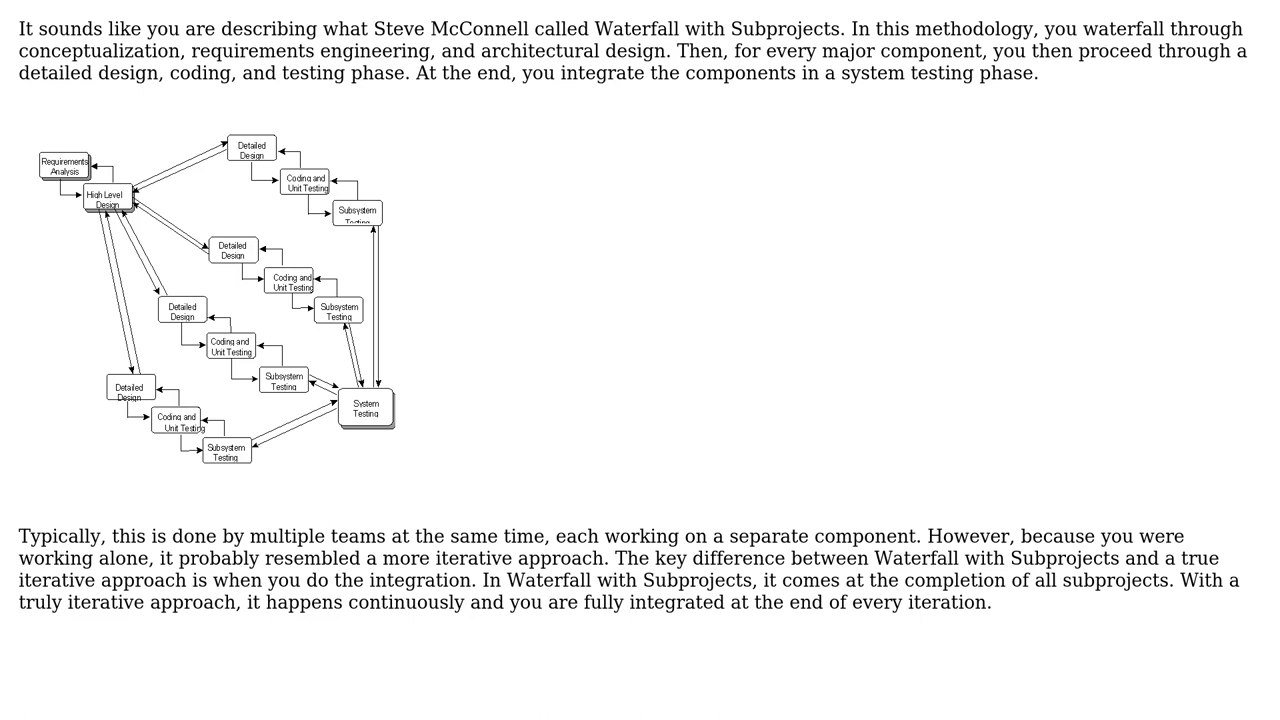 It sounds like you are describing what Steve McConnell called Waterfall with Subprojects. In this methodology, you waterfall through
conceptualization, requirements engineering, and architectural design. Then, for every major component, you then proceed through a
detailed design, coding, and testing phase. At the end, you integrate the components in a system testing phase.
Requirements
Analysis
High Level
Design
Detailed
Design
Coding and
Unit Testing
Subsystem
Testing
Detailed
Design
Coding and
Unit Testing
Subsystem
Testing
Detailed
Design
Coding and
Unit Testing
Subsystem
Testing
Detailed
Design
Coding and
Unit Testing
Subsystem
Testing
System
Testing
Typically, this is done by multiple teams at the same time, each working on a separate component. However, because you were
working alone, it probably resembled a more iterative approach. The key difference between Waterfall with Subprojects and a true
iterative approach is when you do the integration. In Waterfall with Subprojects, it comes at the completion of all subprojects. With a
truly iterative approach, it happens continuously and you are fully integrated at the end of every iteration.